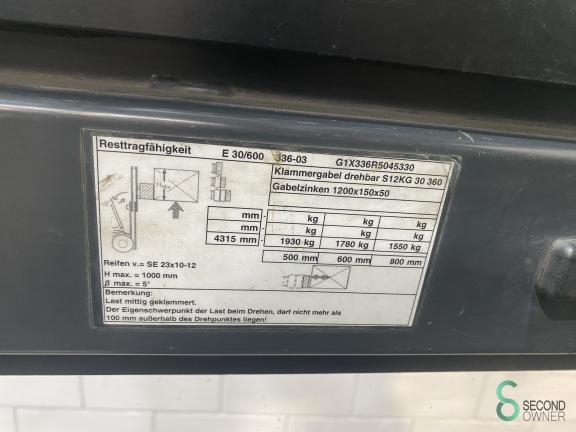 Resttragfähigkeit E 30/600 336-03 G1X336R5045330
Klammergabel drehbar S12KG 30 360
Gabelzinken 1200x150x50
mm - kg kg kg
mm - kg kg kg
4315 mm - 1930 kg 1780 kg 1550 kg
500 mm 600 mm 800 mm
Reifen v.= SE 23x10-12
H max. = 1000 mm
β max. = 5°
Bemerkung:
Last mittig geklammert.
Der Eigenschwerpunkt der Last beim Drehen, darf nicht mehr als
100 mm außerhalb des Drehpunktes liegen!
SECOND
OWNER